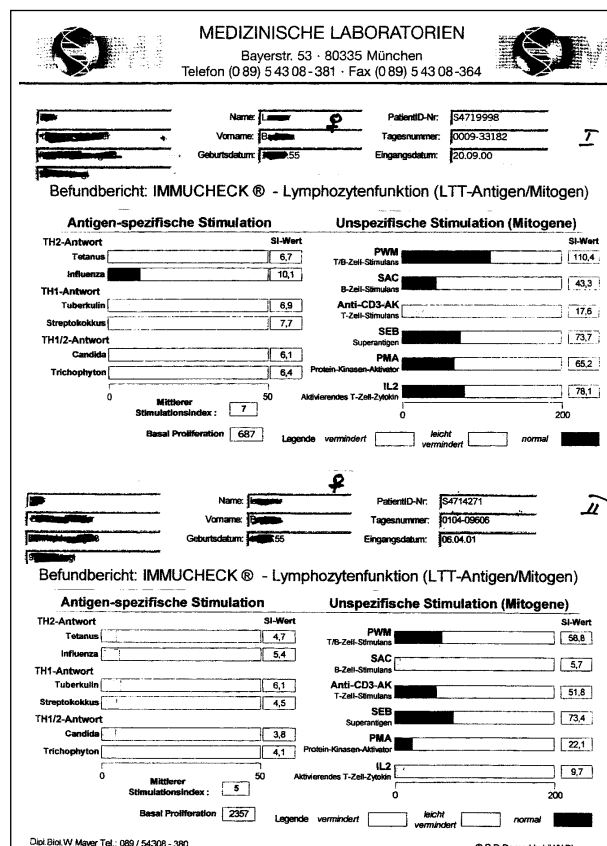 MEDIZINISCHE LABORATORIEN
Bayerstr. 53 · 80335 München
Telefon (0 89) 5 43 08 - 381 · Fax (0 89) 5 43 08 - 364
Name: L
PatientID-Nr: S4719998
I
Vorname: B
Tagesnummer: 0009-33182
Geburtsdatum: 55
Eingangsdatum: 20.09.00
Befundbericht: IMMUCHECK ® - Lymphozytenfunktion (LTT-Antigen/Mitogen)
Antigen-spezifische Stimulation
TH2-Antwort SI-Wert
Tetanus 6,7
Influenza 10,1
TH1-Antwort
Tuberkulin 6,9
Streptokokkus 7,7
TH1/2-Antwort
Candida 6,1
Trichophyton 6,4
0 50
Mittlerer
Stimulationsindex : 7
Basal Proliferation 687
Unspezifische Stimulation (Mitogene)
SI-Wert
PWM
T/B-Zell-Stimulans 110,4
SAC
B-Zell-Stimulans 43,3
Anti-CD3-AK
T-Zell-Stimulans 17,6
SEB
Superantigen 73,7
PMA
Protein-Kinasen-Aktivator 65,2
IL2
Aktivierendes T-Zell-Zytokin 78,1
0 200
Legende vermindert leicht vermindert normal
Name:
PatientID-Nr: S4714271
II
Vorname:
Tagesnummer: 0104-09606
Geburtsdatum: 55
Eingangsdatum: 06.04.01
Befundbericht: IMMUCHECK ® - Lymphozytenfunktion (LTT-Antigen/Mitogen)
Antigen-spezifische Stimulation
TH2-Antwort SI-Wert
Tetanus 4,7
Influenza 5,4
TH1-Antwort
Tuberkulin 6,1
Streptokokkus 4,5
TH1/2-Antwort
Candida 3,8
Trichophyton 4,1
0 50
Mittlerer
Stimulationsindex : 5
Basal Proliferation 2357
Unspezifische Stimulation (Mitogene)
SI-Wert
PWM
T/B-Zell-Stimulans 58,8
SAC
B-Zell-Stimulans 5,7
Anti-CD3-AK
T-Zell-Stimulans 51,8
SEB
Superantigen 73,4
PMA
Protein-Kinasen-Aktivator 22,1
IL2
Aktivierendes T-Zell-Zytokin 9,7
0 200
Legende vermindert leicht vermindert normal
Dipl.Biol.W Mayer Tel.: 089 / 54308 - 380